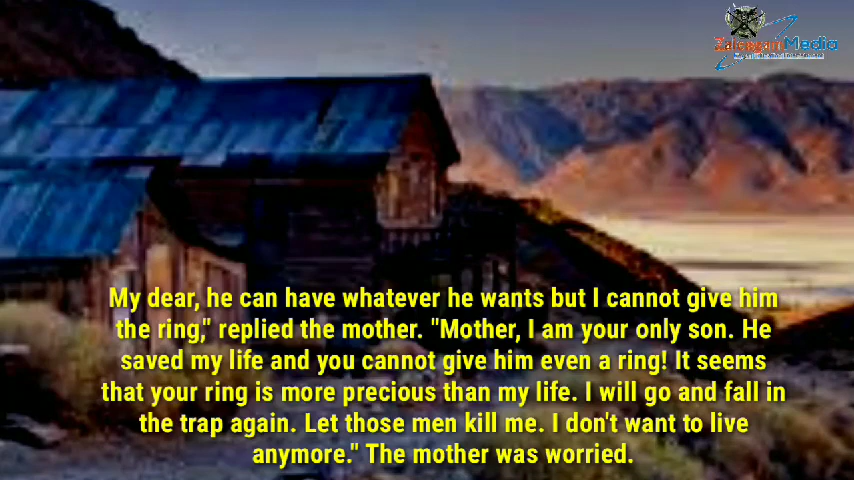 Media
My dear, he can have whatever he wants but I cannot give him
the ring," replied the mother. "Mother, I am your only son. He
saved my life and you cannot give him even a ring! It seems
that your ring is more precious than my life. I will go and fall in
the trap again. Let those men kill me. I don't want to live
anymore." The mother was worried.